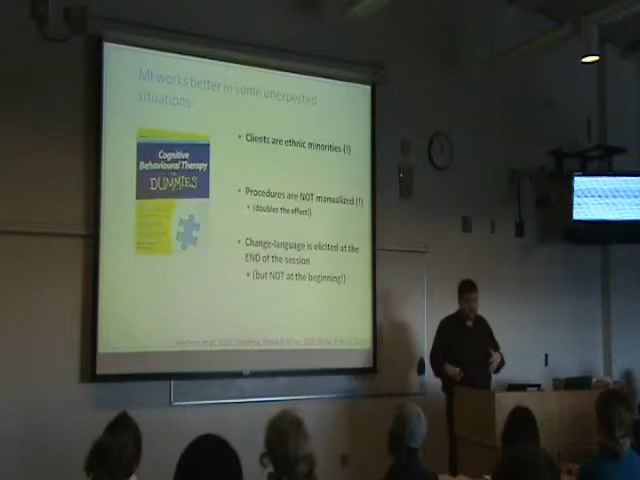 MI works better in some unexpected
situations
Cognitive
Behavioural Therapy
FOR
DUMMIES
• Clients are ethnic minorities (!)
• Procedures are NOT manualized (!)
• (doubles the effect!)
• Change-language is elicited at the
END of the session
• (but NOT at the beginning!)